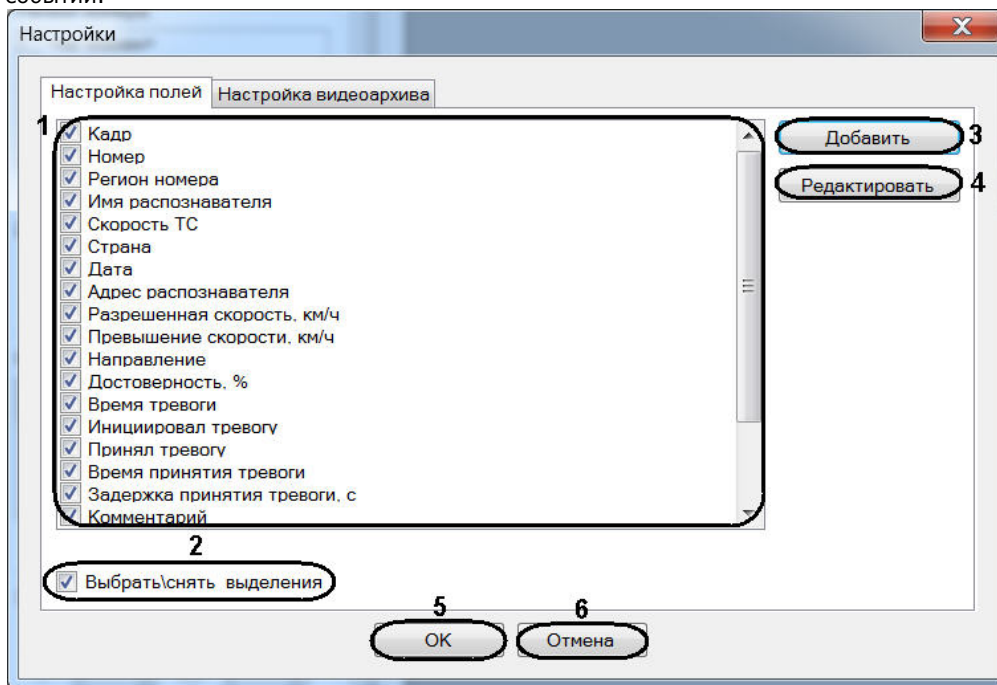 событий.
Настройки X
Настройка полей Настройка видеоархива
1 Кадр Добавить 3
Номер
Регион номера Редактировать 4
Имя распознавателя
Скорость ТС
Страна
Дата
Адрес распознавателя
Разрешенная скорость, км/ч
Превышение скорости, км/ч
Направление
Достоверность, %
Время тревоги
Инициировал тревогу
Принял тревогу
Время принятия тревоги
Задержка принятия тревоги, с
Комментарий
2
Выбрать\снять выделения
5 6
OK Отмена